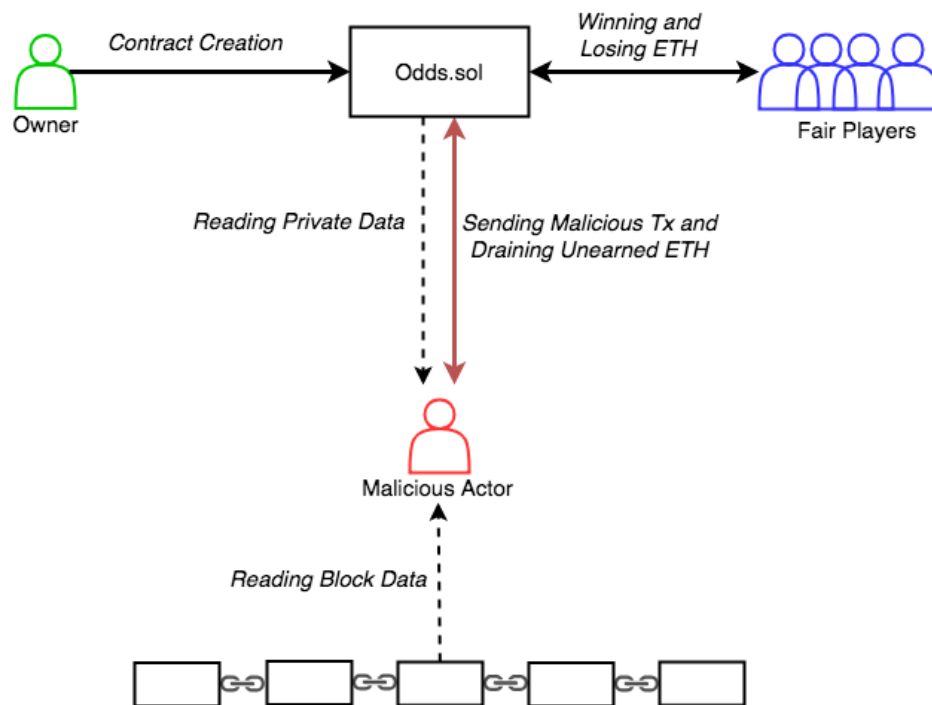 Contract Creation
Odds.sol
Winning and
Losing ETH
Owner
Fair Players
Reading Private Data
Sending Malicious Tx and
Draining Unearned ETH
Malicious Actor
Reading Block Data